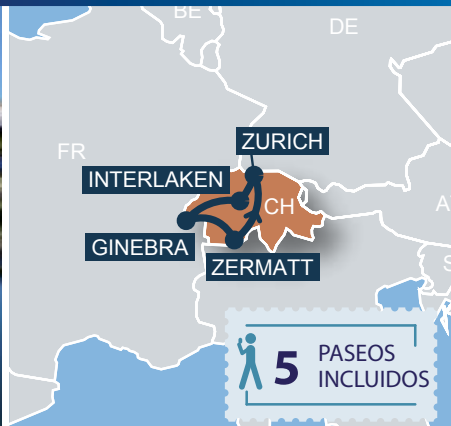 BE
DE
FR
ZURICH
INTERLAKEN
CH
GINEBRA
ZERMATT
5 PASEOS
INCLUIDOS